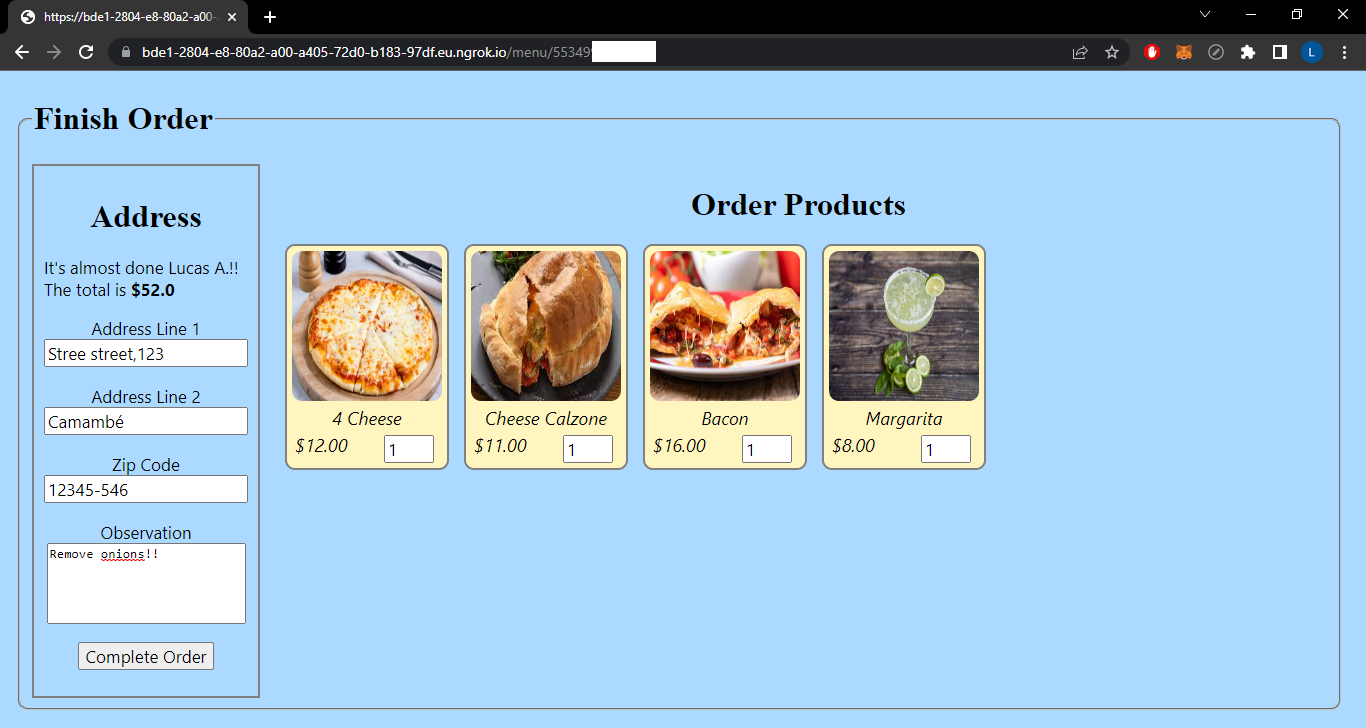 https://bde1-2804-e8-80a2-a00-
bde1-2804-e8-80a2-a00-a405-72d0-b183-97df.eu.ngrok.io/menu/55349
L
Finish Order
Address
It's almost done Lucas A.!!
The total is $52.0
Address Line 1
Stree street,123
Address Line 2
Camambé
Zip Code
12345-546
Observation
Remove onions!!
Complete Order
Order Products
4 Cheese
$12.00 1
Cheese Calzone
$11.00 1
Bacon
$16.00 1
Margarita
$8.00 1